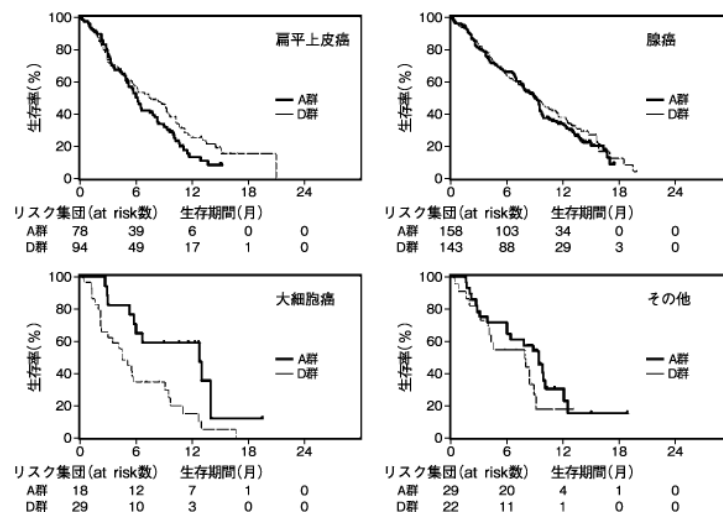 扁平上皮癌
生存率(%)
100
80
60
40
20
0
A群
D群
0 6 12 18 24
リスク集団(at risk数) 生存期間(月)
A群 78 39 6 0 0
D群 94 49 17 1 0
腺癌
生存率(%)
100
80
60
40
20
0
A群
D群
0 6 12 18 24
リスク集団(at risk数) 生存期間(月)
A群 158 103 34 0 0
D群 143 88 29 3 0
大細胞癌
生存率(%)
100
80
60
40
20
0
A群
D群
0 6 12 18 24
リスク集団(at risk数) 生存期間(月)
A群 18 12 7 1 0
D群 29 10 3 0 0
その他
生存率(%)
100
80
60
40
20
0
A群
D群
0 6 12 18 24
リスク集団(at risk数) 生存期間(月)
A群 29 20 4 1 0
D群 22 11 1 0 0